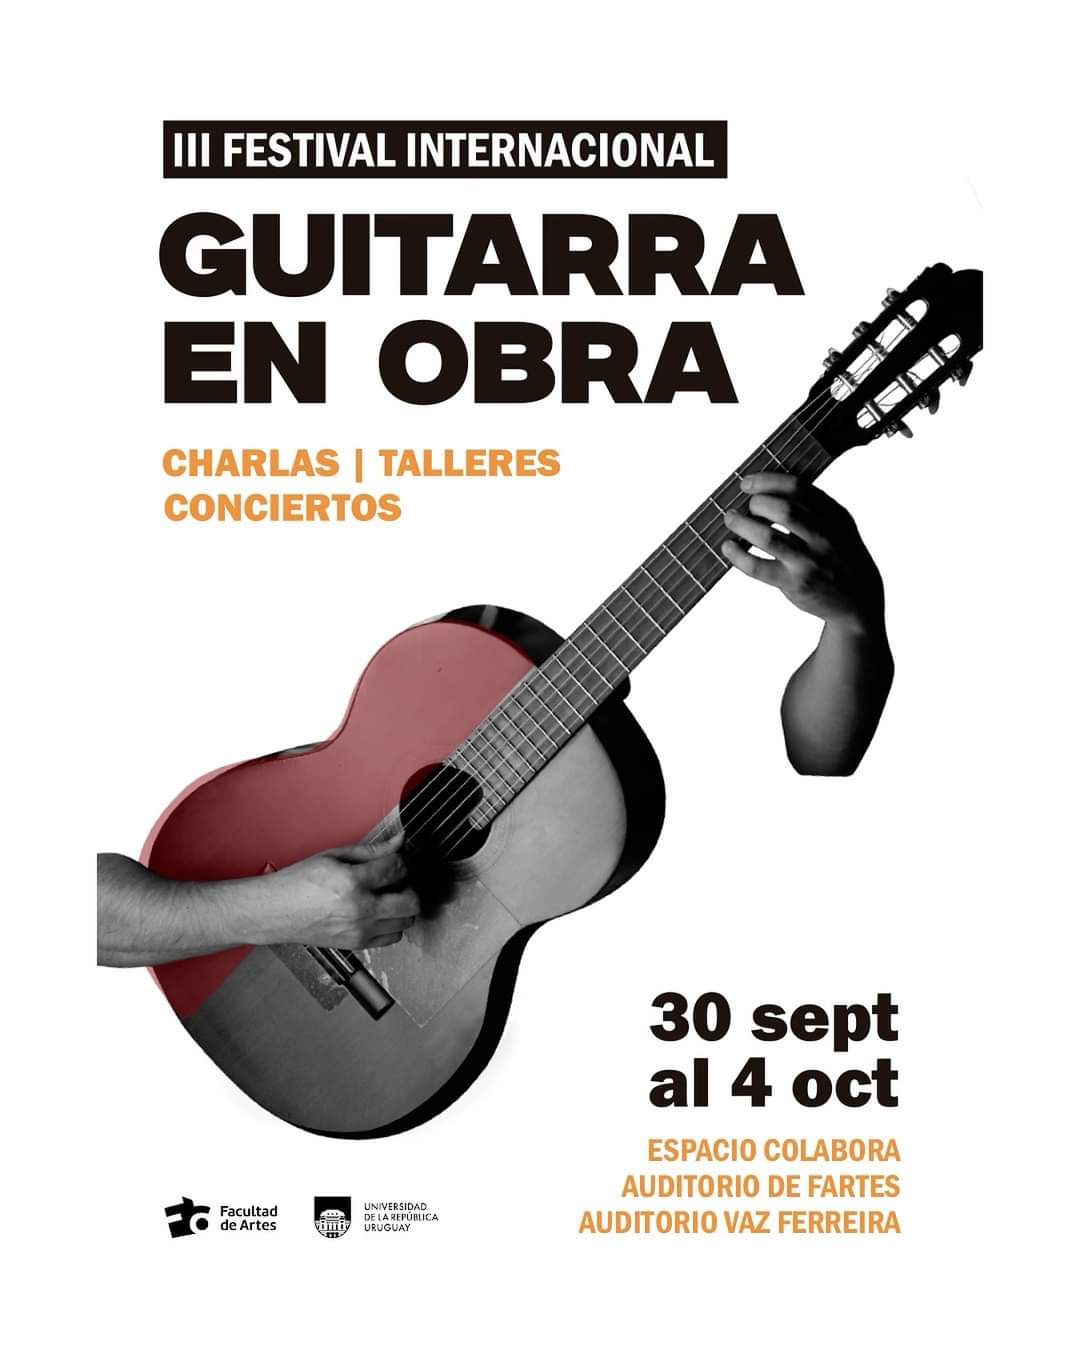 III FESTIVAL INTERNACIONAL
GUITARRA
EN OBRA
CHARLAS | TALLERES
CONCIERTOS
30 sept
al 4 oct
ESPACIO COLABORA
AUDITORIO DE FARTES
AUDITORIO VAZ FERREIRA
Facultad
de Artes
UNIVERSIDAD
DE LA REPÚBLICA
URUGUAY